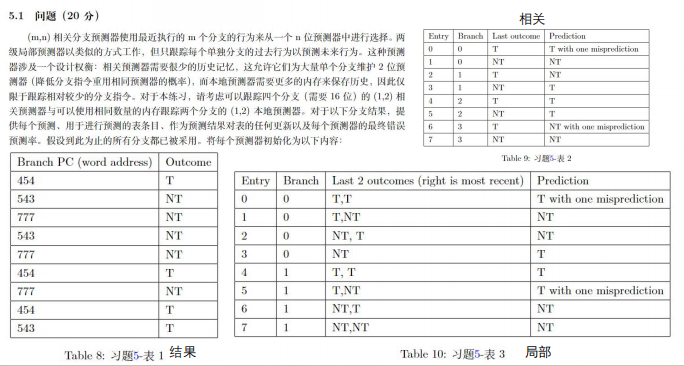 5.1 问题（20 分）
(m,n) 相关分支预测器使用最近执行的 m 个分支的行为来从一个 n 位预测器中进行选择。两
级局部预测器以类似的方式工作，但只跟踪每个单独分支的过去行为以预测未来行为。这种预测
器涉及一个设计权衡：相关预测器需要很少的历史记忆，这允许它们为大量单个分支维护 2 位预
测器（降低分支指令重用相同预测器的概率），而本地预测器需要更多的内存来保存历史，因此仅
限于跟踪相对较少的分支指令。对于本练习，请考虑可以跟踪四个分支（需要 16 位）的 (1,2) 相
关预测器与可以使用相同数量的内存跟踪两个分支的 (1,2) 本地预测器。对于以下分支结果，提
供每个预测、用于进行预测的表条目、作为预测结果对表的任何更新以及每个预测器的最终错误
预测率。假设到此为止的所有分支都已被采用。将每个预测器初始化为以下内容：
相关
Entry Branch Last outcome Prediction
0 0 T T with one misprediction
1 0 NT NT
2 1 T NT
3 1 NT T
4 2 T T
5 2 NT T
6 3 T NT with one misprediction
7 3 NT NT
Table 9: 习题5-表 2
Branch PC (word address) Outcome
454 T
543 NT
777 NT
543 NT
777 NT
454 T
777 NT
454 T
543 T
Table 8: 习题5-表 1 结果
Entry Branch Last 2 outcomes (right is most recent) Prediction
0 0 T,T T with one misprediction
1 0 T,NT NT
2 0 NT, T NT
3 0 NT T
4 1 T, T T
5 1 T,NT T with one misprediction
6 1 NT,T NT
7 1 NT,NT NT
Table 10: 习题5-表 3 局部